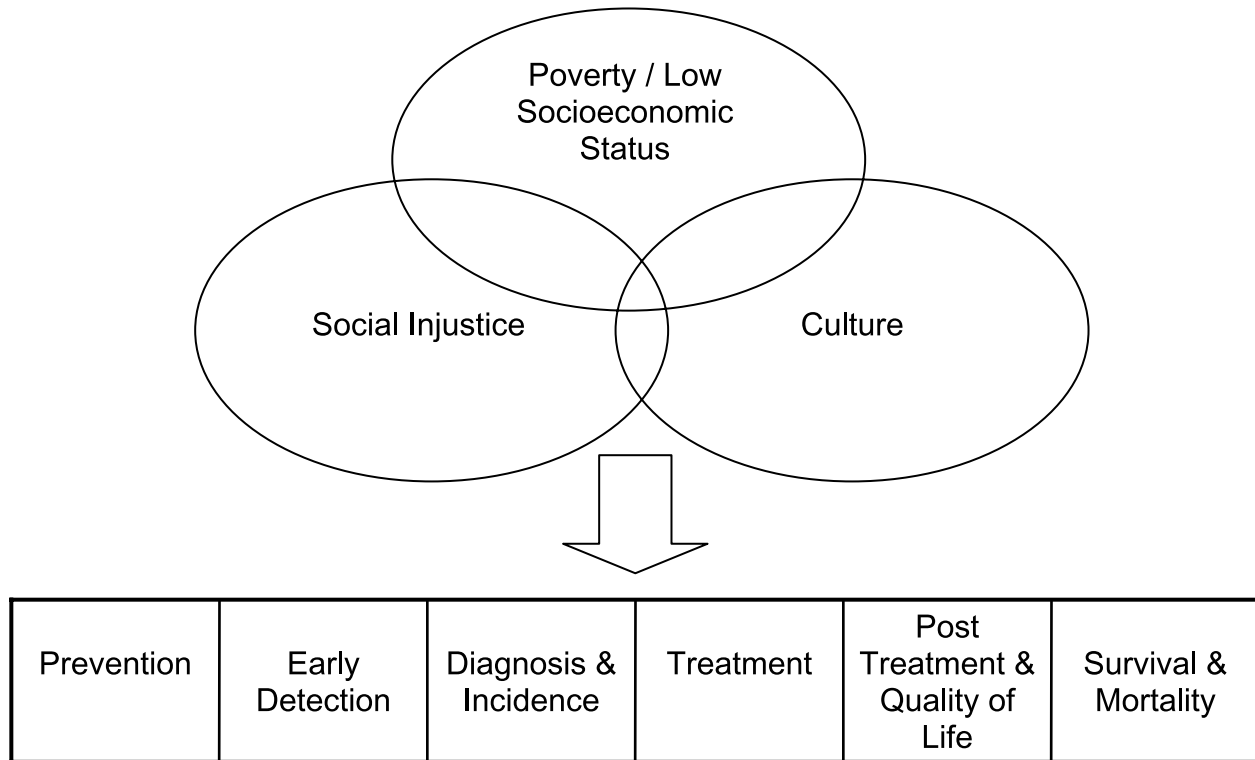 Poverty / Low
Socioeconomic
Status
Social Injustice
Culture
Prevention
Early
Detection
Diagnosis &
Incidence
Treatment
Post
Treatment &
Quality of
Life
Survival &
Mortality